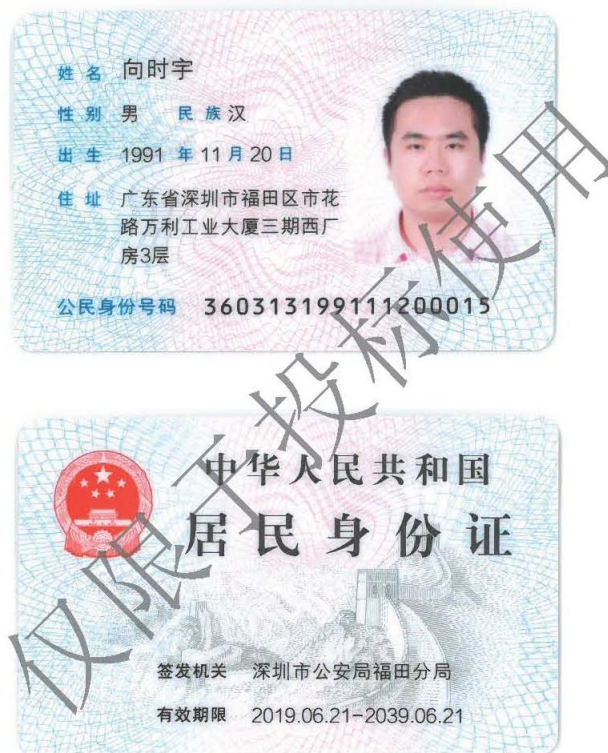 姓名 向时宇
性别 男 民族 汉
出生 1991 年 11 月 20 日
住址 广东省深圳市福田区市花
路万利工业大厦三期西厂
房3层
公民身份号码 360313199111200015
中华人民共和国
居民身份证
签发机关 深圳市公安局福田分局
有效期限 2019.06.21-2039.06.21
仅限于投标使用